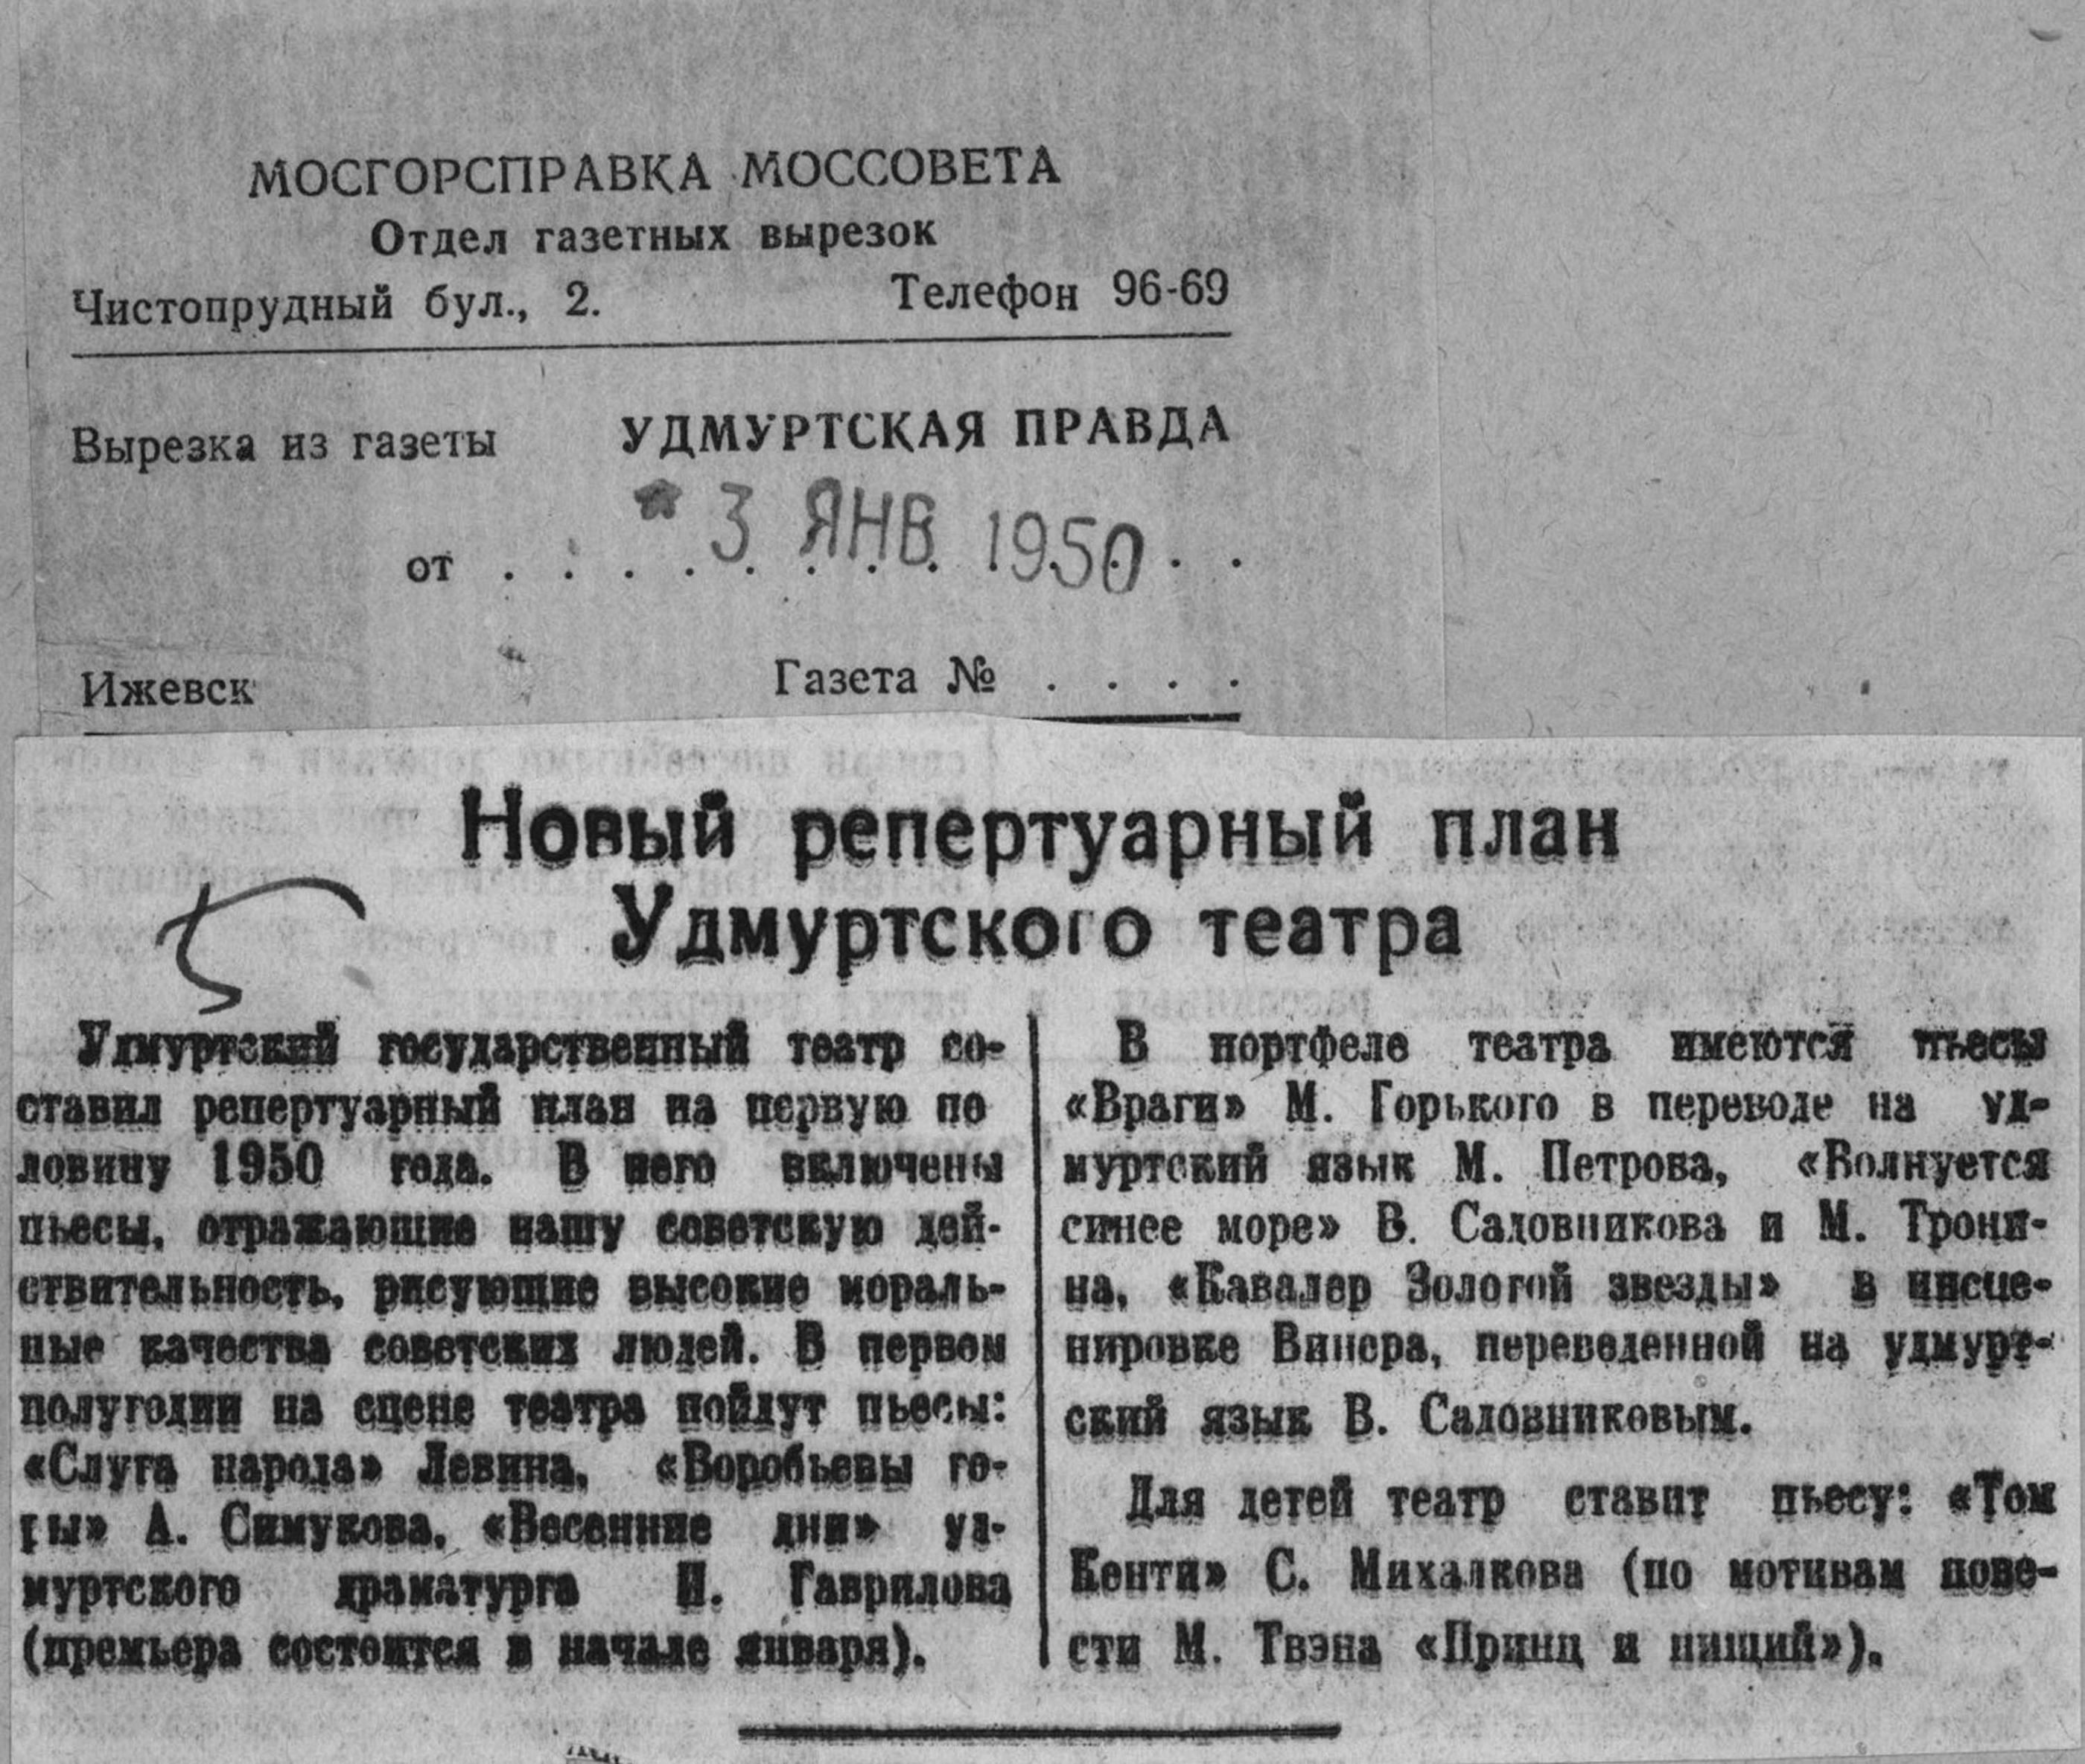 МОСГОРСПРАВКА МОССОВЕТА
Отдел газетных вырезок
Чистопрудный бул., 2. Телефон 96-69
Вырезка из газеты УДМУРТСКАЯ ПРАВДА
от . . . . . . . . . . . . .
* 3 ЯНВ. 1950
Ижевск Газета № . . . .
Новый репертуарный план
Удмуртского театра
Удмуртский государственный театр со-
ставил репертуарный план на первую по
ловину 1950 года. В него включены
пьесы, отражающие нашу советскую дей-
ствительность, рисующие высокие мораль-
ные качества советских людей. В первом
полугодии на сцене театра пойдут пьесы:
«Слуга народа» Левина, «Воробьевы го-
ры» А. Симукова, «Весенние дни» уд-
муртского драматурга И. Гаврилова
(премьера состоится в начале января).
В портфеле театра имеются пьесы
«Враги» М. Горького в переводе на уд-
муртский язык М. Петрова, «Волнуется
синее море» В. Садовникова и М. Трони-
на, «Кавалер Золотой звезды» в инсце-
нировке Винера, переведенной на удмурт-
ский язык В. Садовниковым.
Для детей театр ставит пьесу: «Том
Кенти» С. Михалкова (по мотивам пове-
сти М. Твэна «Принц и нищий»).